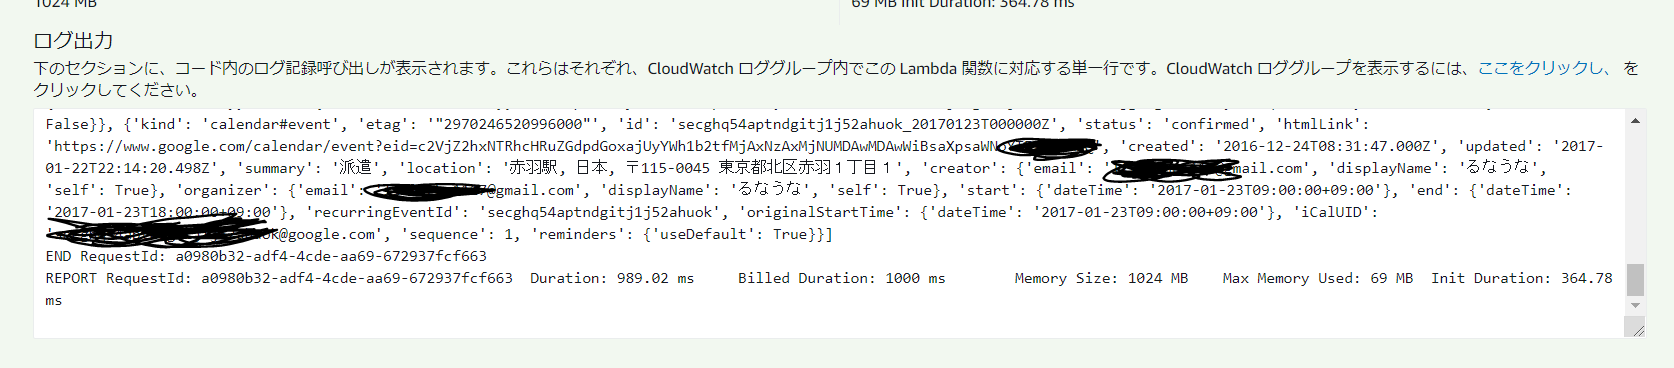 1024 MB
69 MB Init Duration: 364.78 ms
ログ出力
下のセクションに、コード内のログ記録呼び出しが表示されます。これらはそれぞれ、CloudWatch ロググループ内でこの Lambda 関数に対応する単一行です。CloudWatch ロググループを表示するには、ここをクリックし、 を
クリックしてください。
False}}, {'kind': 'calendar#event', 'etag': '"2970246520996000"', 'id': 'secghq54aptndgitj1j52ahuok_20170123T000000Z', 'status': 'confirmed', 'htmlLink':
'https://www.google.com/calendar/event?eid=c2VjZ2hxNTRhcHRuZGdpdGoxajUyYWh1b2tfMjAxNzAxMjNUMDAwMDAwWiBsaXpsaWNo 'created': '2016-12-24T08:31:47.000Z', 'updated': '2017-
01-22T22:14:20.498Z', 'summary': '派遣', 'location': '赤羽駅, 日本, 〒115-0045 東京都北区赤羽１丁目１', 'creator': {'email': mail.com', 'displayName': 'るなうな',
'self': True}, 'organizer': {'email': @gmail.com', 'displayName': 'るなうな', 'self': True}, 'start': {'dateTime': '2017-01-23T09:00:00+09:00'}, 'end': {'dateTime':
'2017-01-23T18:00:00+09:00'}, 'recurringEventId': 'secghq54aptndgitj1j52ahuok', 'originalStartTime': {'dateTime': '2017-01-23T09:00:00+09:00'}, 'iCalUID':
@google.com', 'sequence': 1, 'reminders': {'useDefault': True}}]
END RequestId: a0980b32-adf4-4cde-aa69-672937fcf663
REPORT RequestId: a0980b32-adf4-4cde-aa69-672937fcf663 Duration: 989.02 ms Billed Duration: 1000 ms Memory Size: 1024 MB Max Memory Used: 69 MB Init Duration: 364.78
ms